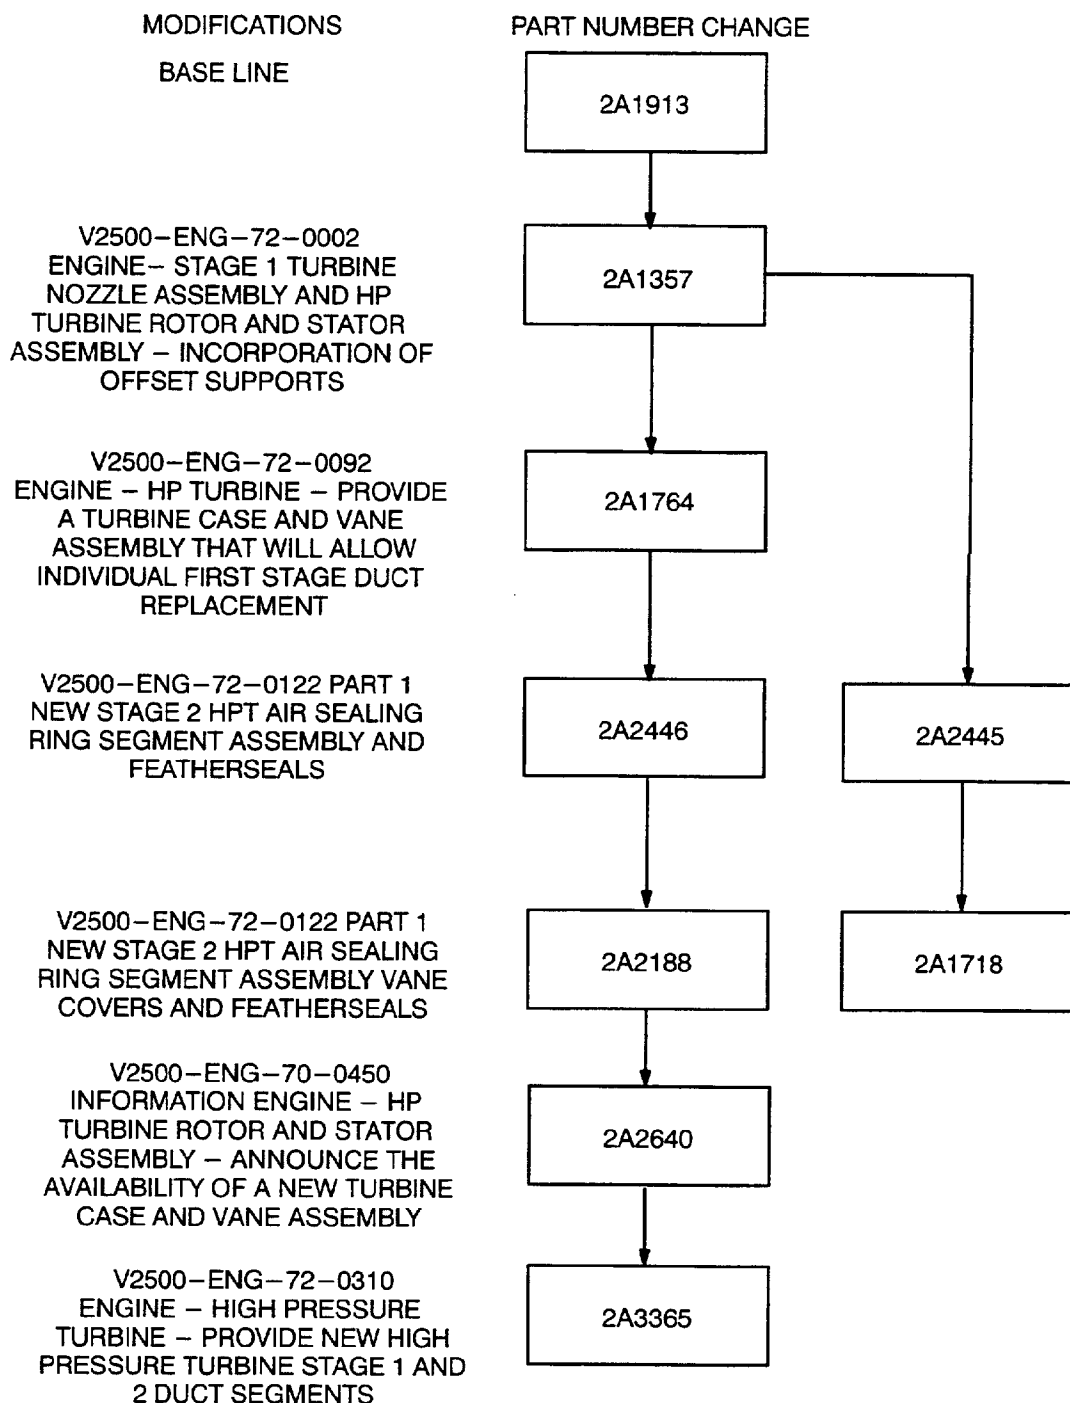 MODIFICATIONS
PART NUMBER CHANGE
BASE LINE
2A1913
V2500-ENG-72-0002
ENGINE- STAGE 1 TURBINE
NOZZLE ASSEMBLY AND HP
TURBINE ROTOR AND STATOR
ASSEMBLY – INCORPORATION OF
OFFSET SUPPORTS
2A1357
V2500-ENG-72-0092
ENGINE – HP TURBINE – PROVIDE
A TURBINE CASE AND VANE
ASSEMBLY THAT WILL ALLOW
INDIVIDUAL FIRST STAGE DUCT
REPLACEMENT
2A1764
V2500-ENG-72-0122 PART 1
NEW STAGE 2 HPT AIR SEALING
RING SEGMENT ASSEMBLY AND
FEATHERSEALS
2A2446
2A2445
V2500-ENG-72-0122 PART 1
NEW STAGE 2 HPT AIR SEALING
RING SEGMENT ASSEMBLY VANE
COVERS AND FEATHERSEALS
2A2188
2A1718
V2500-ENG-70-0450
INFORMATION ENGINE – HP
TURBINE ROTOR AND STATOR
ASSEMBLY – ANNOUNCE THE
AVAILABILITY OF A NEW TURBINE
CASE AND VANE ASSEMBLY
2A2640
V2500-ENG-72-0310
ENGINE – HIGH PRESSURE
TURBINE – PROVIDE NEW HIGH
PRESSURE TURBINE STAGE 1 AND
2 DUCT SEGMENTS
2A3365